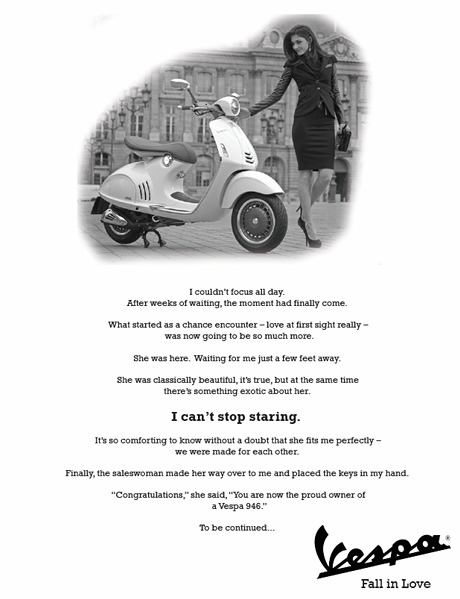 I couldn't focus all day.
After weeks of waiting, the moment had finally come.
What started as a chance encounter – love at first sight really –
was now going to be so much more.
She was here. Waiting for me just a few feet away.
She was classically beautiful, it's true, but at the same time
there's something exotic about her.
I can't stop staring.
It's so comforting to know without a doubt that she fits me perfectly –
we were made for each other.
Finally, the saleswoman made her way over to me and placed the keys in my hand.
"Congratulations," she said, "You are now the proud owner of
a Vespa 946."
To be continued...
Vespa®
Fall in Love